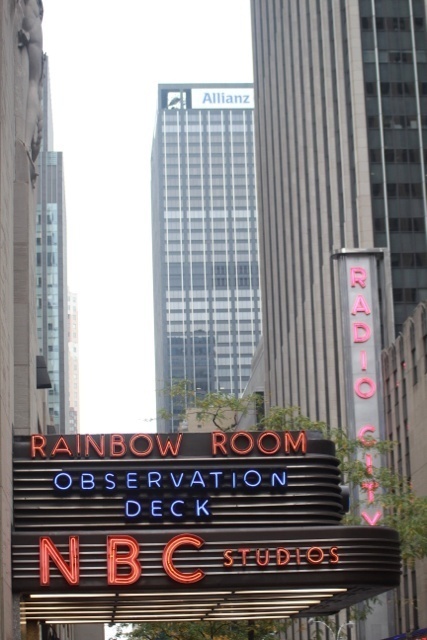 Allianz
RADIO CITY
RAINBOW ROOM
OBSERVATION
DECK
NBC STUDIOS